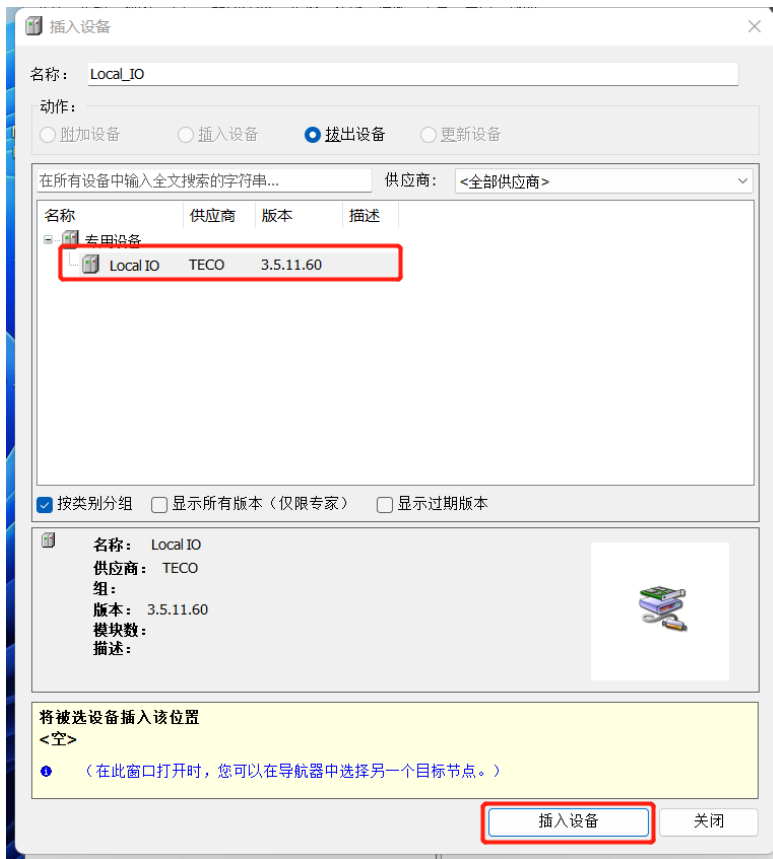 插入设备
名称： Local_IO
动作：
附加设备 插入设备 拔出设备 更新设备
在所有设备中输入全文搜索的字符串... 供应商： <全部供应商>
名称 供应商 版本 描述
专用设备
Local IO TECO 3.5.11.60
按类别分组 显示所有版本（仅限专家） 显示过期版本
名称： Local IO
供应商： TECO
组：
版本： 3.5.11.60
模块数：
描述：
将被选设备插入该位置
<空>
（在此窗口打开时，您可以在导航器中选择另一个目标节点。）
插入设备 关闭